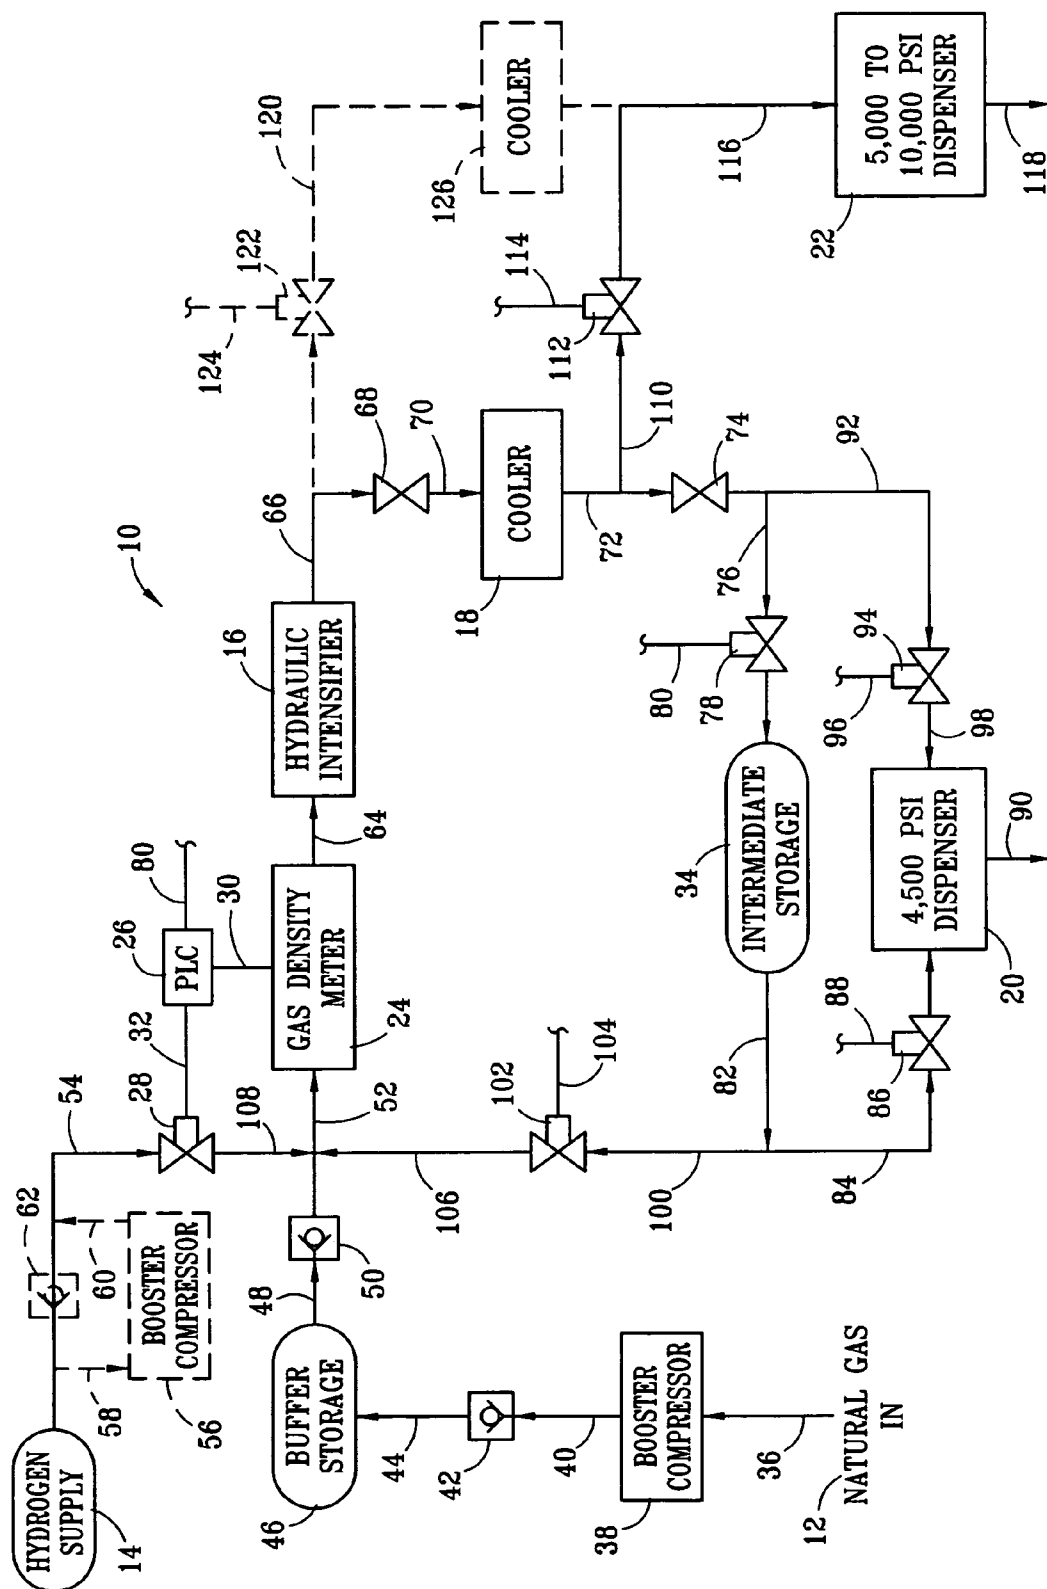 10
HYDROGEN
SUPPLY
14
54
62
60
58
BOOSTER
COMPRESSOR
56
28
32
26
PLC
80
30
108
NATURAL GAS
IN
12
36
BOOSTER
COMPRESSOR
38
40
42
44
BUFFER
STORAGE
46
48
50
52
GAS DENSITY
METER
24
64
HYDRAULIC
INTENSIFIER
16
66
124
122
120
COOLER
126
68
70
COOLER
18
72
110
112
114
116
5,000 TO
10,000 PSI
DISPENSER
22
118
74
76
92
80
78
INTERMEDIATE
STORAGE
34
82
106
102
104
100
84
88
86
4,500 PSI
DISPENSER
20
90
98
96
94